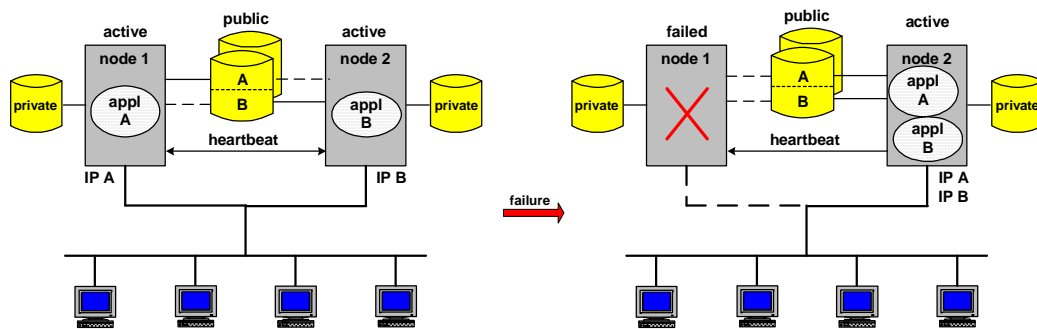 public
active
active
node 1
node 2
private
A
B
private
appl
A
appl
B
heartbeat
IP A
IP B
failure
public
failed
active
node 1
node 2
private
A
B
private
appl
A
appl
B
heartbeat
IP A
IP B